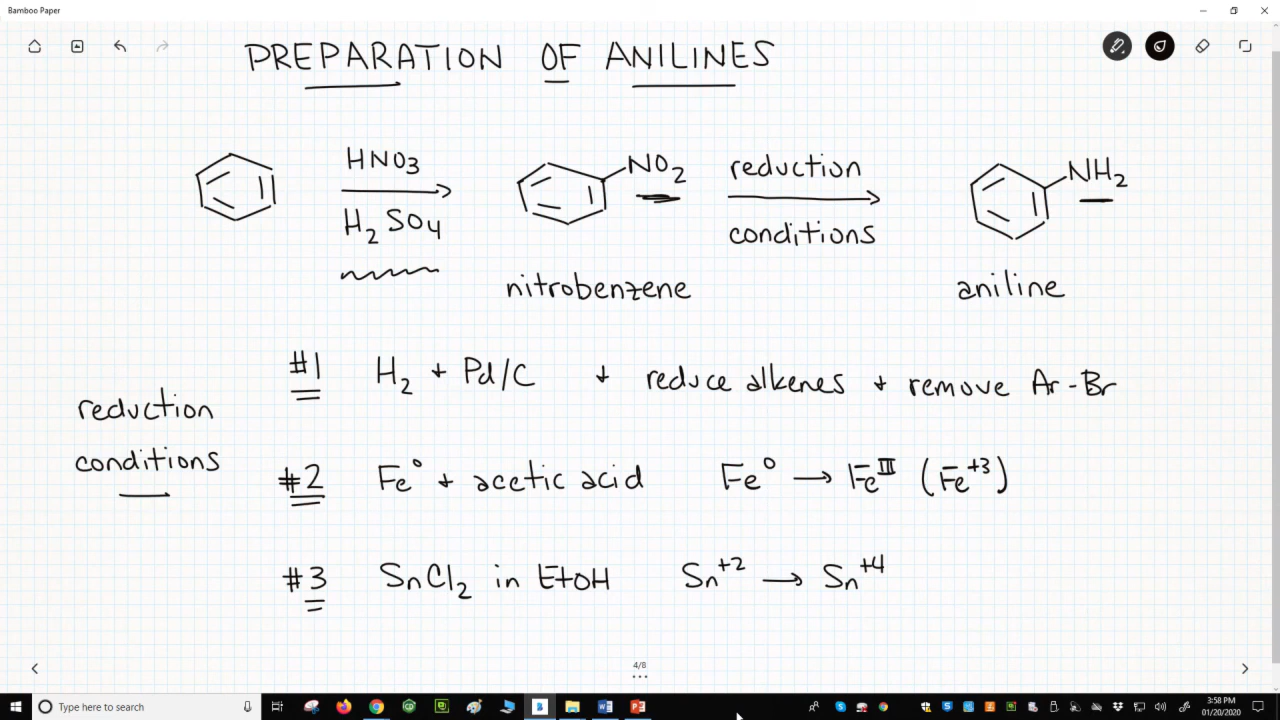 Bamboo Paper
PREPARATION OF ANILINES
HNO3
H2SO4
NO2
reduction
conditions
NH2
nitrobenzene
aniline
reduction
conditions
#1 H2 + Pd/C + reduce alkenes + remove Ar-Br
#2 Fe° + acetic acid Fe° → Fe^III (Fe^+3)
#3 SnCl2 in EtOH Sn^+2 → Sn^+4
4/8
Type here to search
3:58 PM
01/20/2020